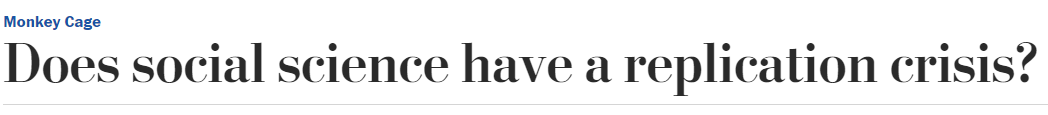 Monkey Cage
Does social science have a replication crisis?